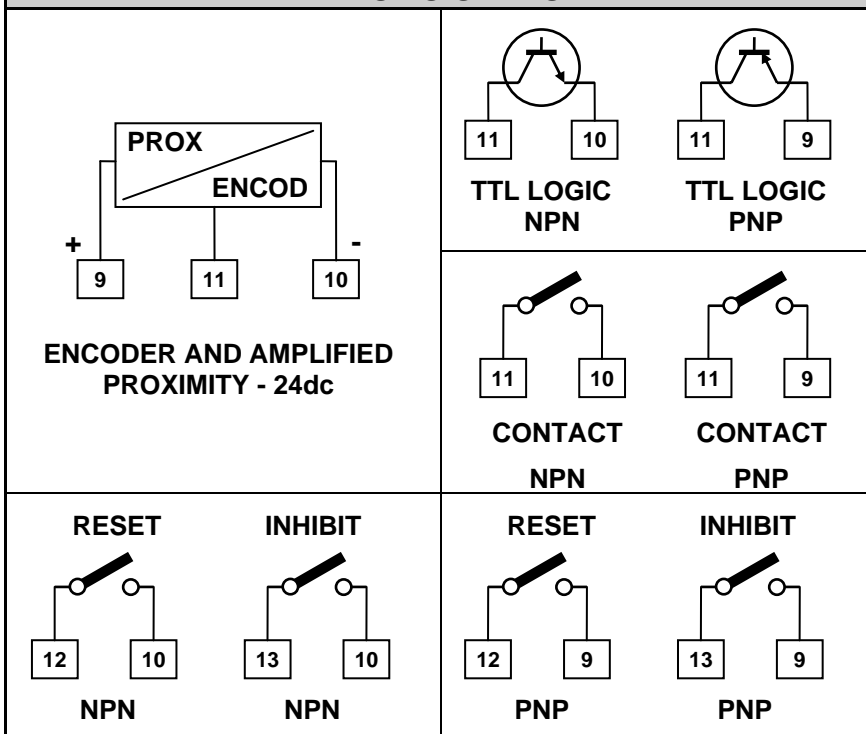 PROX
ENCOD
+ -
9 11 10
ENCODER AND AMPLIFIED
PROXIMITY - 24dc
11 10 11 9
TTL LOGIC TTL LOGIC
NPN PNP
11 10 11 9
CONTACT CONTACT
NPN PNP
RESET INHIBIT
12 10 13 10
NPN NPN
RESET INHIBIT
12 9 13 9
PNP PNP